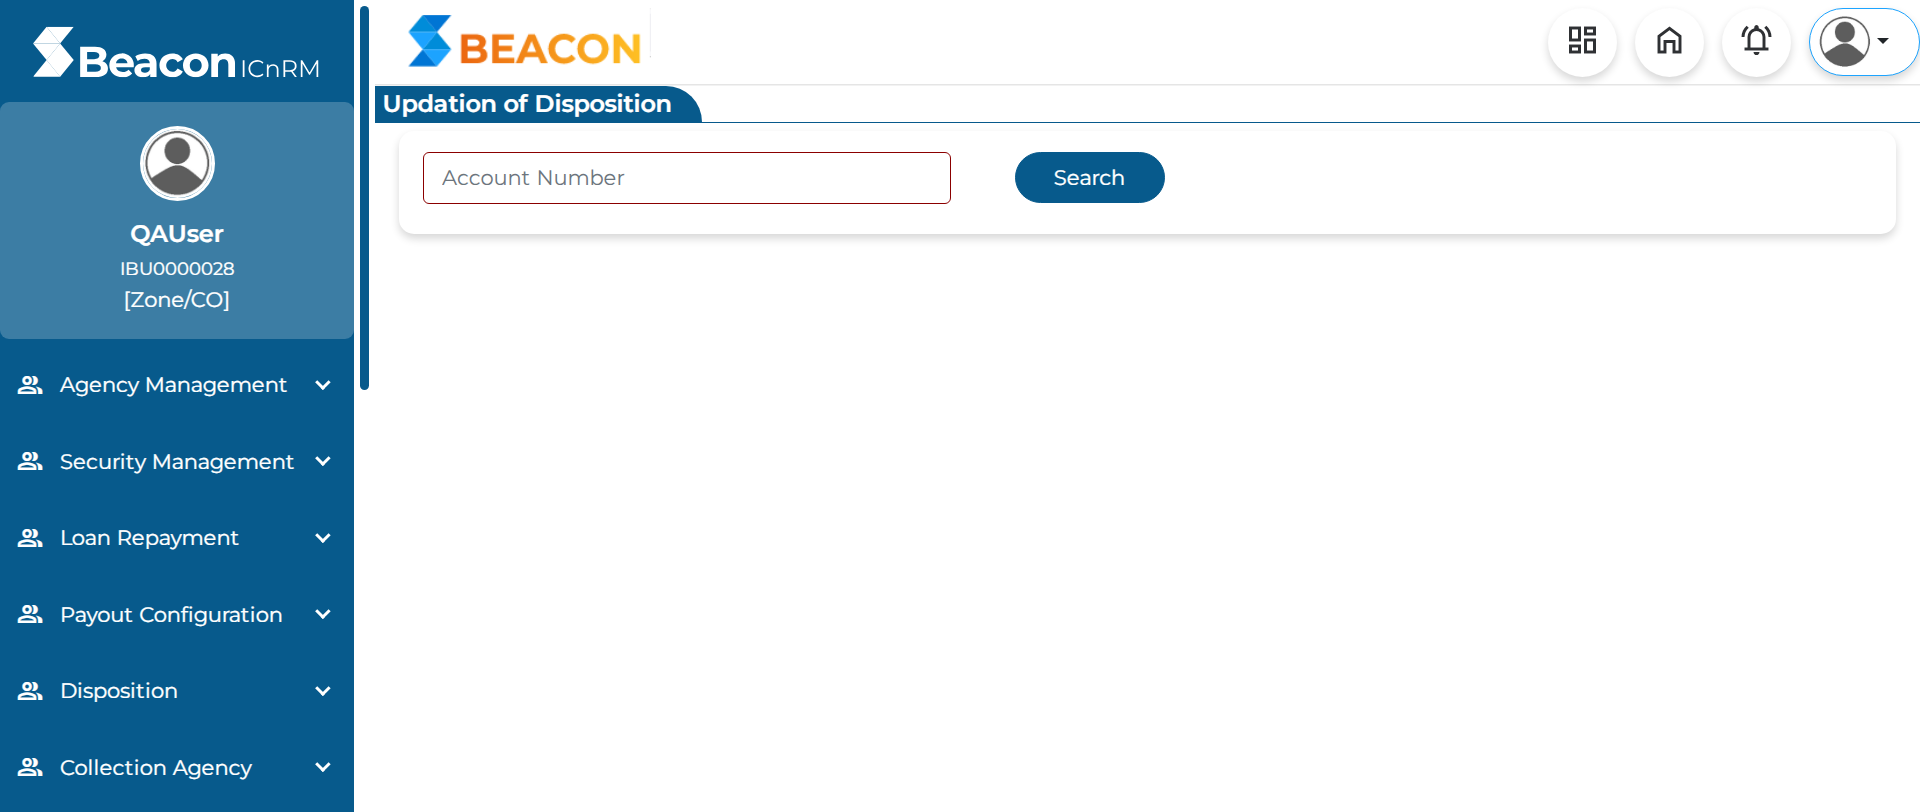 Beacon ICnRM
QAUser
IBU0000028
[Zone/CO]
Agency Management
Security Management
Loan Repayment
Payout Configuration
Disposition
Collection Agency
BEACON
Updation of Disposition
Account Number
Search